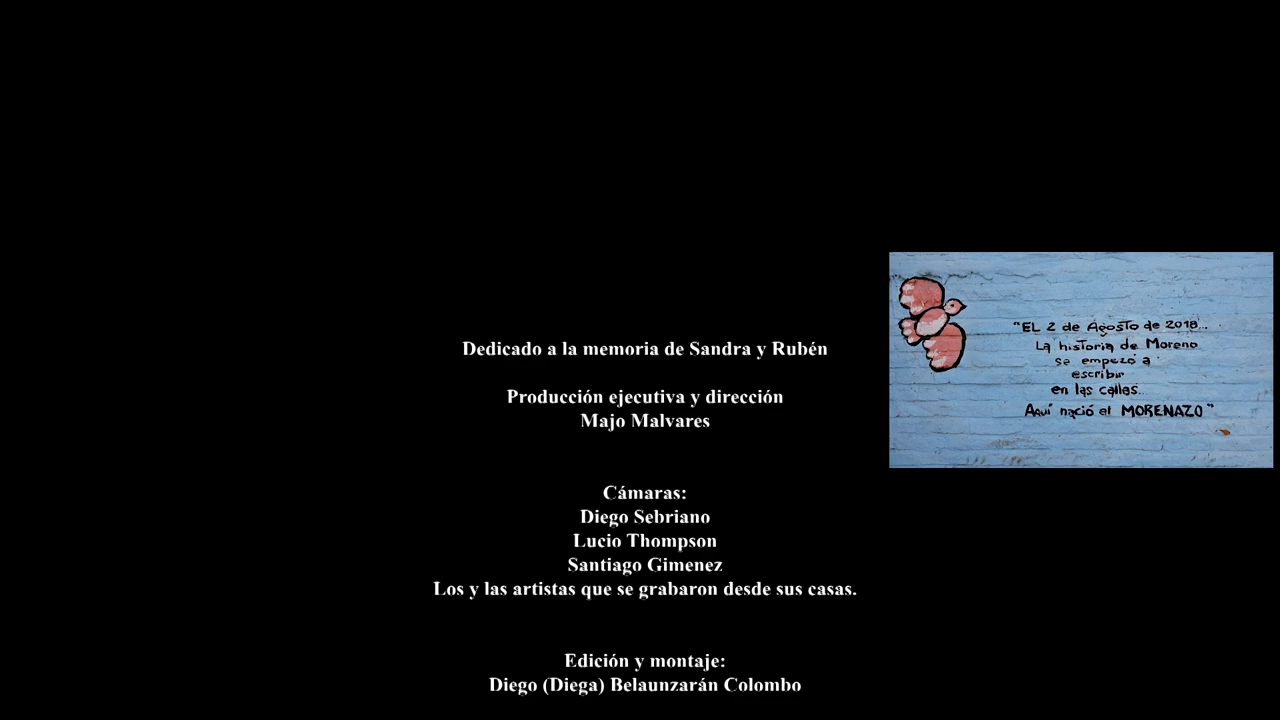 Dedicado a la memoria de Sandra y Rubén
Producción ejecutiva y dirección
Majo Malvares
Cámaras:
Diego Sebriano
Lucio Thompson
Santiago Gimenez
Los y las artistas que se grabaron desde sus casas.
Edición y montaje:
Diego (Diega) Belaunzarán Colombo
"EL 2 de Agosto de 2018...
La historia de Moreno
se empezó a
escribir
en las calles...
Aquí nació el MORENAZO"